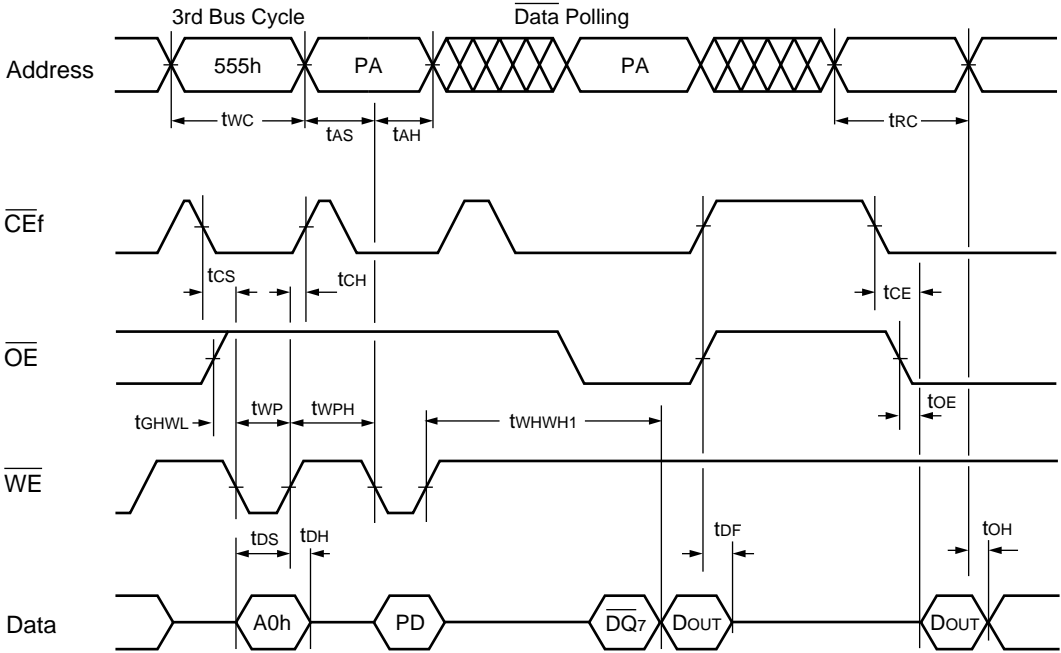 3rd Bus Cycle Data Polling
Address 555h PA PA
tWC tAS tAH tRC
CEf
tCS tCH tCE
OE
tGHWL tWP tWPH tWHWH1 tOE
WE
tDS tDH tDF tOH
Data A0h PD DQ7 DOUT DOUT